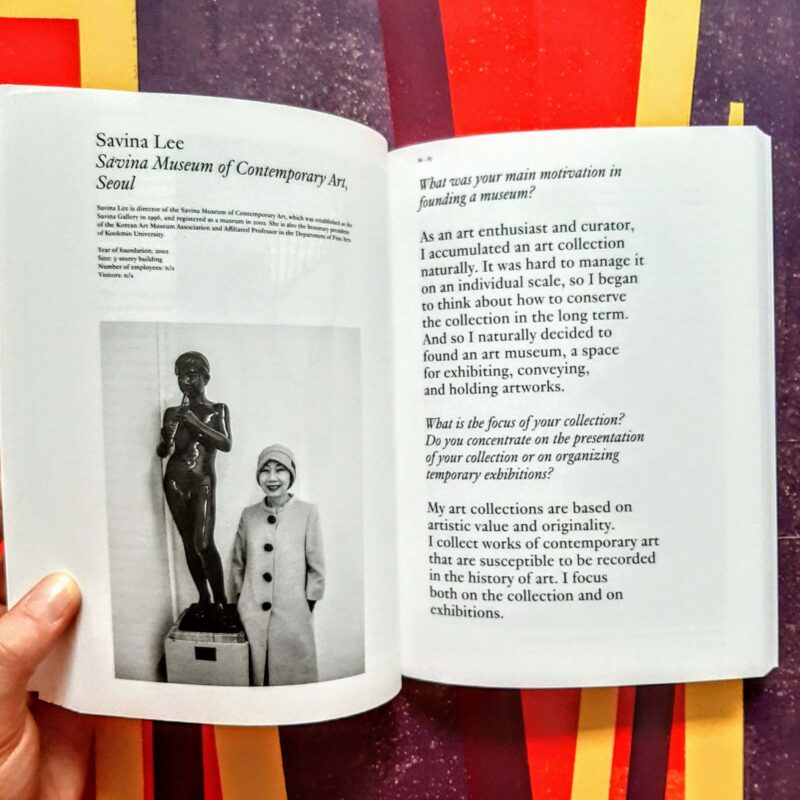 Savina Lee
Savina Museum of Contemporary Art,
Seoul
Savina Lee is director of the Savina Museum of Contemporary Art, which was established as the
Savina Gallery in 1996, and registered as a museum in 2002. She is also the honorary president
of the Korean Art Museum Association and Affiliated Professor in the Department of Fine Arts
of Kookmin University.
Year of foundation: 2002
Size: 5-storey building
Number of employees: n/a
Visitors: n/a
What was your main motivation in
founding a museum?
As an art enthusiast and curator,
I accumulated an art collection
naturally. It was hard to manage it
on an individual scale, so I began
to think about how to conserve
the collection in the long term.
And so I naturally decided to
found an art museum, a space
for exhibiting, conveying,
and holding artworks.
What is the focus of your collection?
Do you concentrate on the presentation
of your collection or on organizing
temporary exhibitions?
My art collections are based on
artistic value and originality.
I collect works of contemporary art
that are susceptible to be recorded
in the history of art. I focus
both on the collection and on
exhibitions.